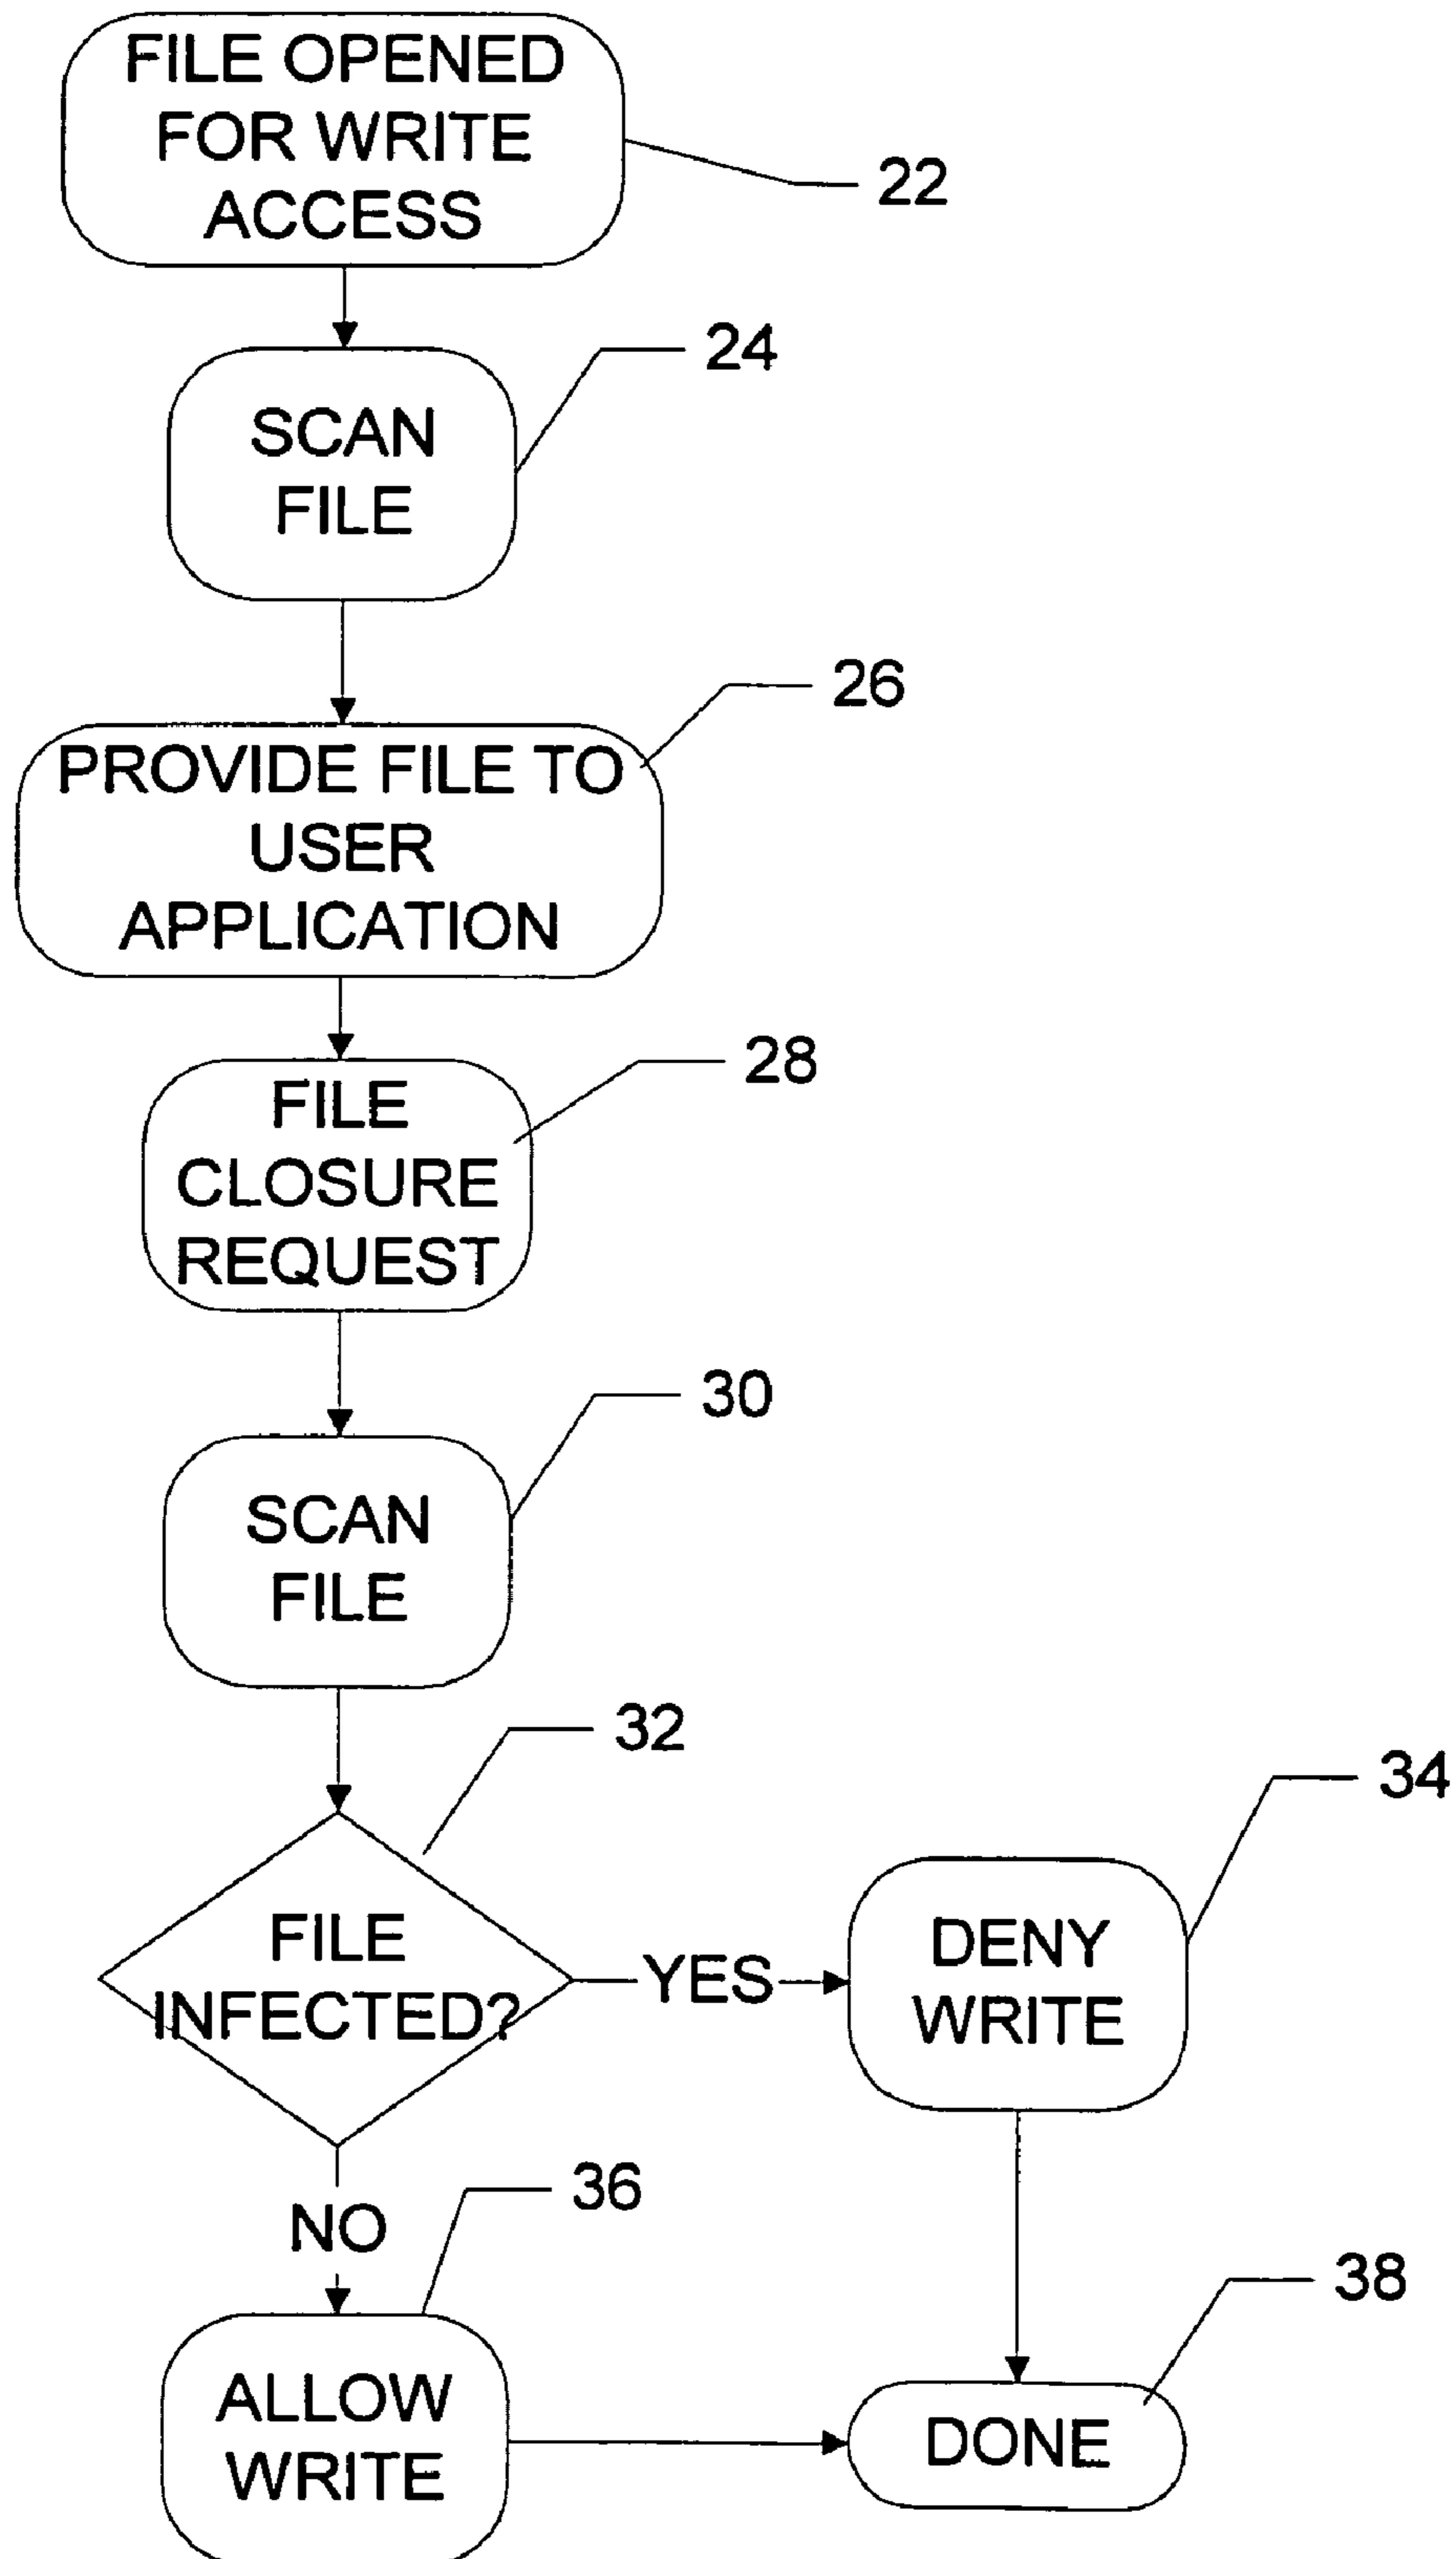 FILE OPENED
FOR WRITE
ACCESS
22
24
SCAN
FILE
26
PROVIDE FILE TO
USER
APPLICATION
28
FILE
CLOSURE
REQUEST
30
SCAN
FILE
32
34
FILE
INFECTED?
YES
DENY
WRITE
36
NO
38
ALLOW
WRITE
DONE